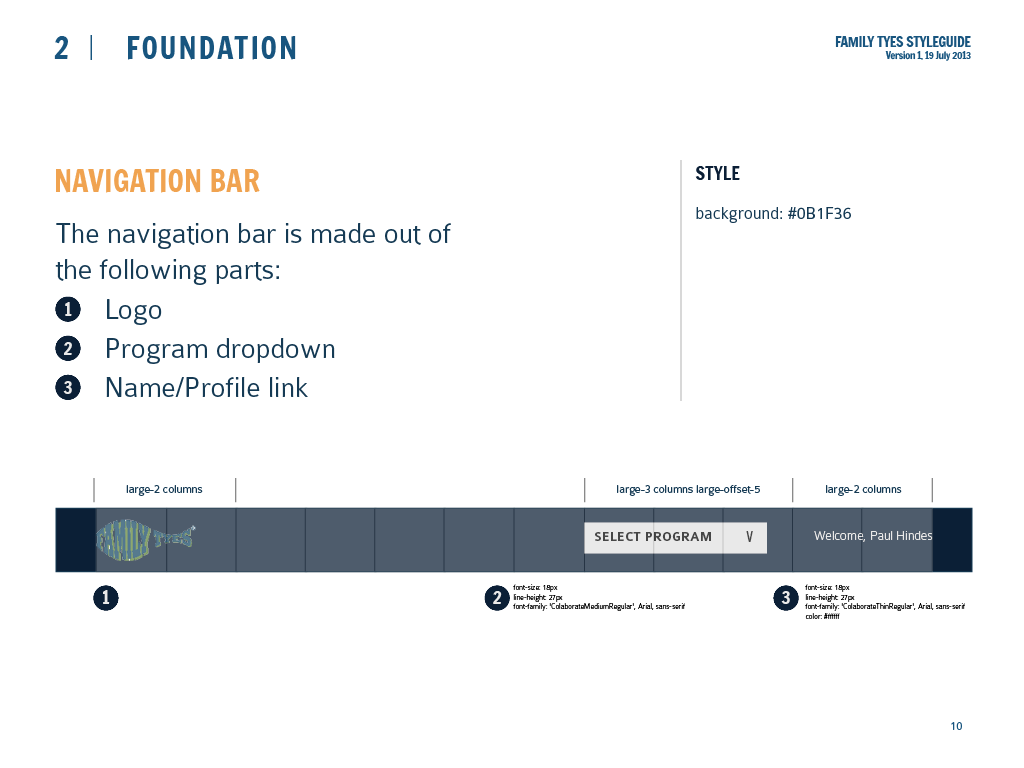 2 | FOUNDATION
FAMILY TYES STYLEGUIDE
Version 1, 19 July 2013
NAVIGATION BAR
The navigation bar is made out of
the following parts:
1 Logo
2 Program dropdown
3 Name/Profile link
STYLE
background: #0B1F36
large-2 columns
large-3 columns large-offset-5
large-2 columns
FAMILY TYES
SELECT PROGRAM V
Welcome, Paul Hindes
1
2
font-size: 18px
line-height: 27px
font-family: 'ColaborateMediumRegular', Arial, sans-serif
3
font-size: 18px
line-height: 27px
font-family: 'ColaborateThinRegular', Arial, sans-serif
color: #ffffff
10